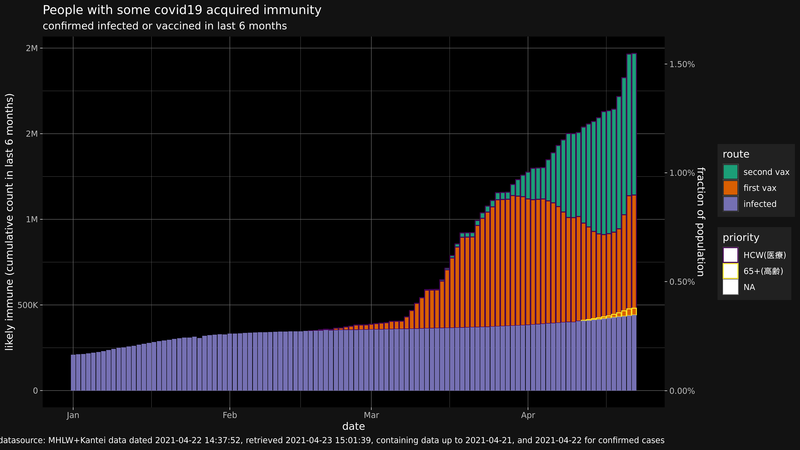 People with some covid19 acquired immunity
confirmed infected or vaccined in last 6 months
likely immune (cumulative count in last 6 months)
2M
2M
1M
500K
0
1.50%
1.00%
0.50%
0.00%
fraction of population
Jan
Feb
Mar
Apr
date
route
second vax
first vax
infected
priority
HCW(医療)
65+(高齢)
NA
datasource: MHLW+Kantei data dated 2021-04-22 14:37:52, retrieved 2021-04-23 15:01:39, containing data up to 2021-04-21, and 2021-04-22 for confirmed cases